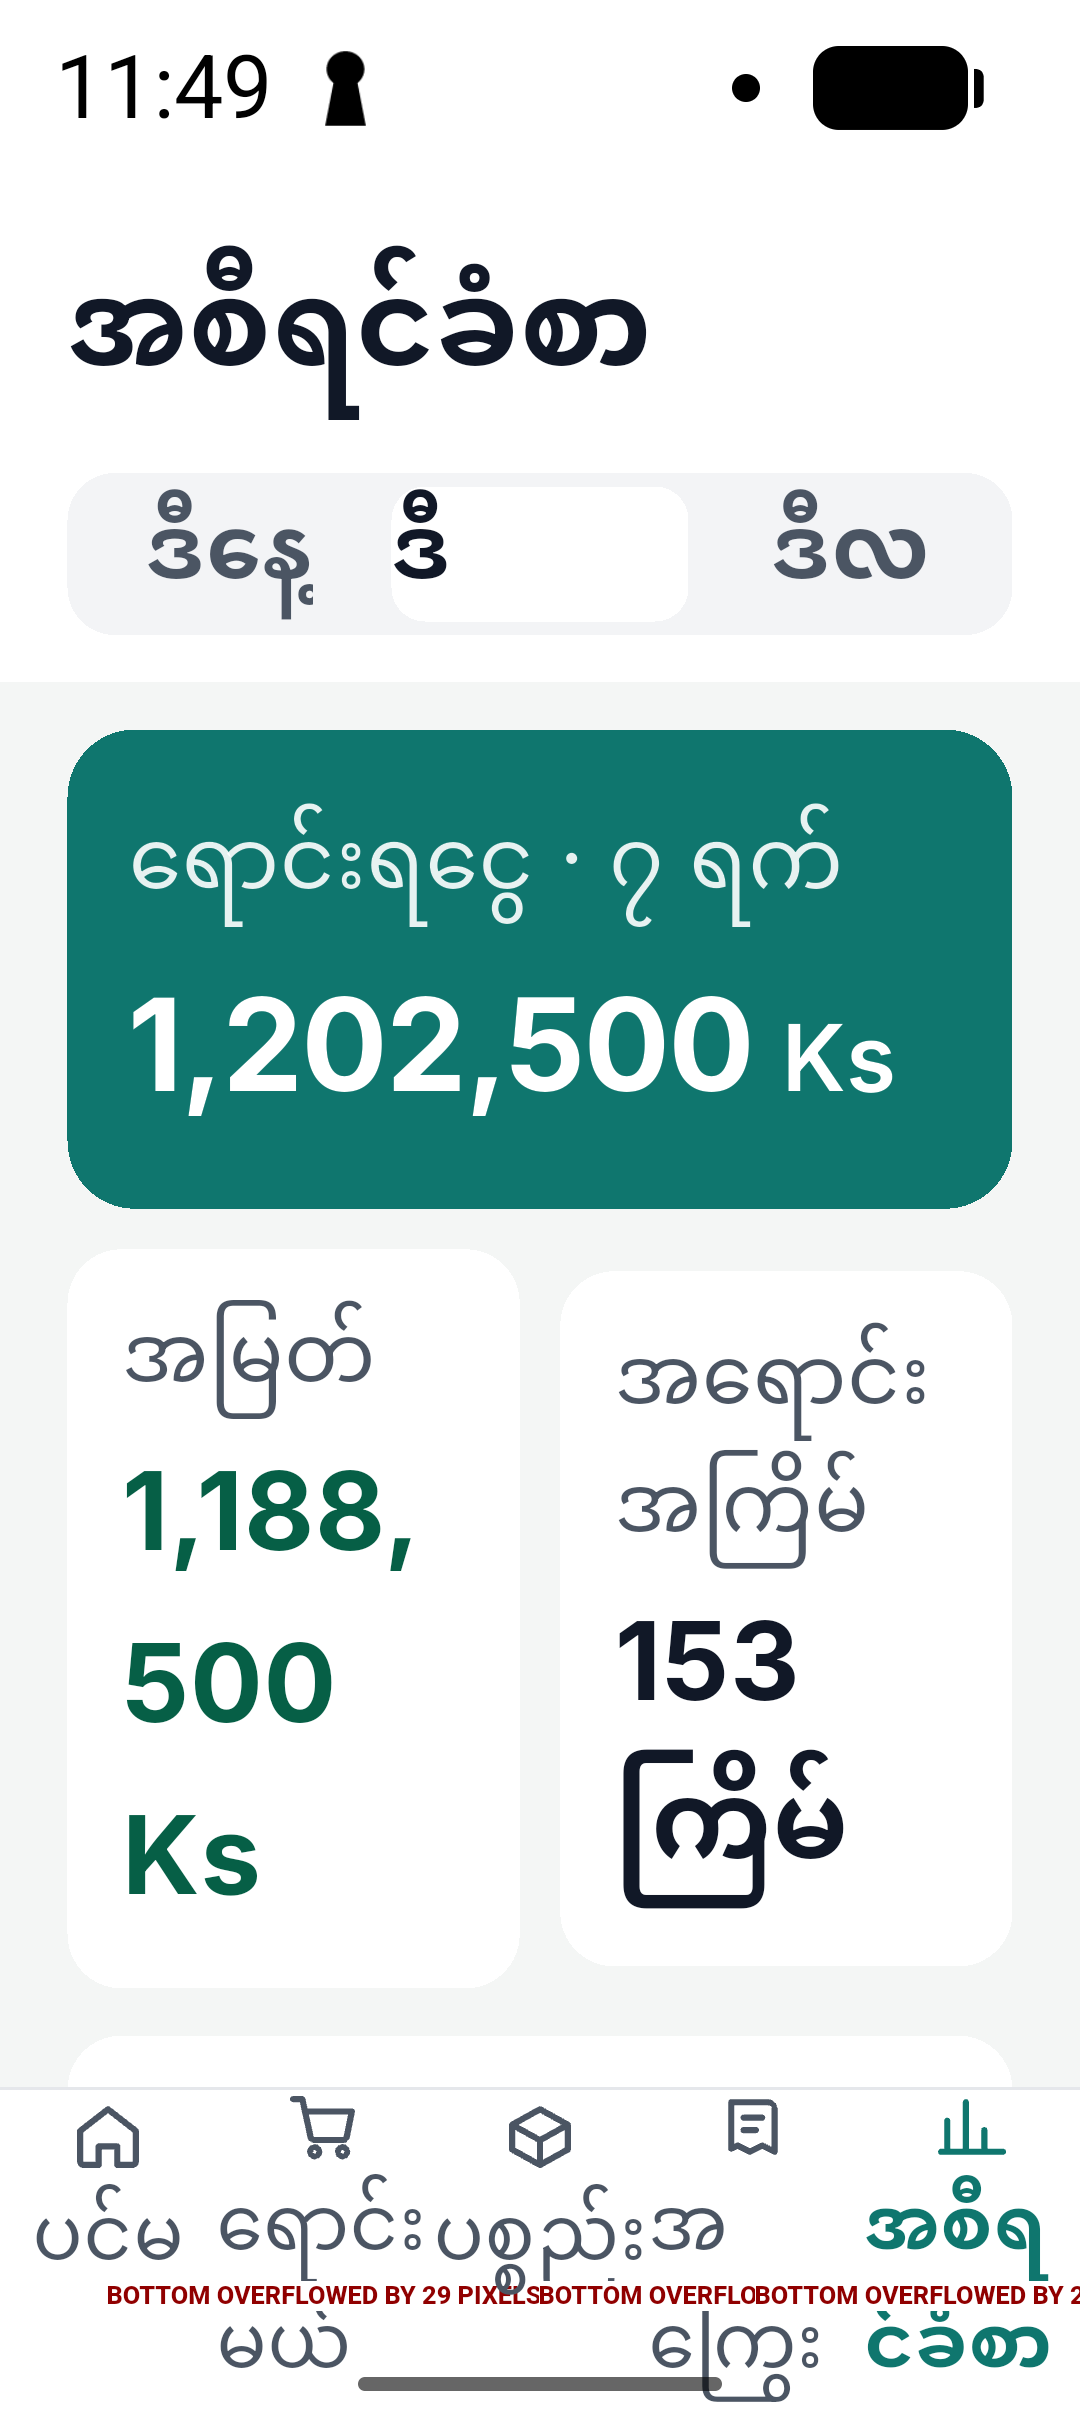 11:49
အစီရင်ခံစာ
ဒီနေ့
ဒီ
ဒီလ
ရောင်းရငွေ · ၇ ရက်
1,202,500 Ks
အမြတ်
1,188,
500
Ks
အရောင်း
အကြိမ်
153
ကြိမ်
ပင်မ
ရောင်း
မယ်
ပစ္စည်း
အ
ကြွေး
အစီရ
င်ခံစာ
BOTTOM OVERFLOWED BY 29 PIXELS
BOTTOM OVERFLO
BOTTOM OVERFLOWED BY 2